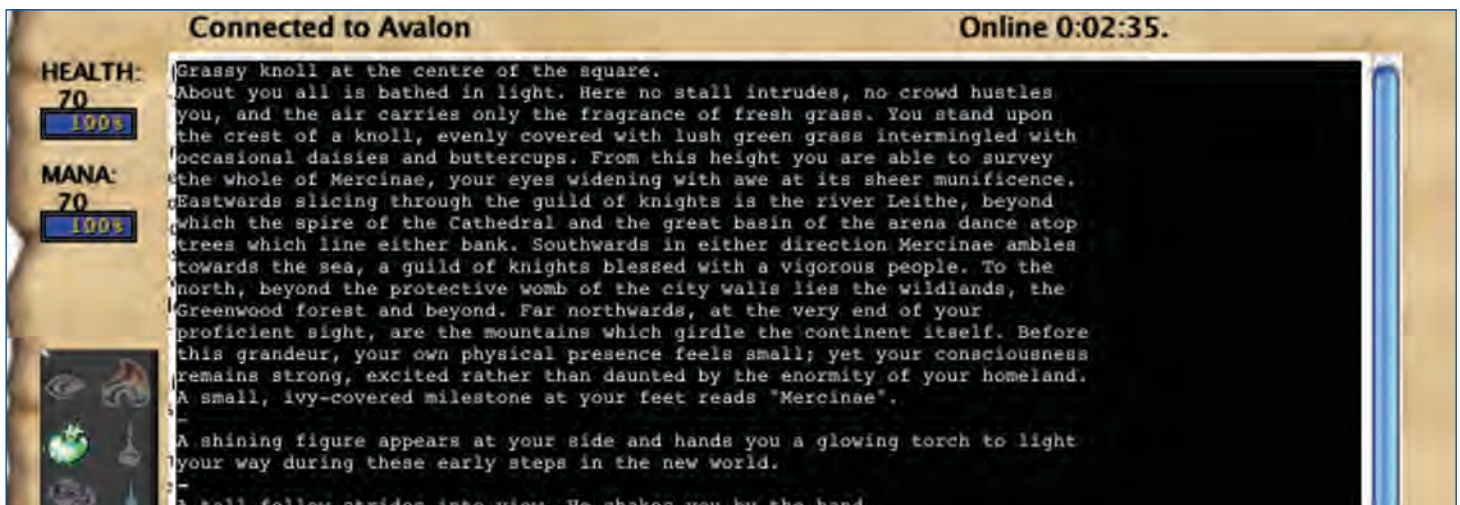 Connected to Avalon
Online 0:02:35.
HEALTH:
70
100%
MANA:
70
100%
Grassy knoll at the centre of the square.
About you all is bathed in light. Here no stall intrudes, no crowd hustles
you, and the air carries only the fragrance of fresh grass. You stand upon
the crest of a knoll, evenly covered with lush green grass intermingled with
occasional daisies and buttercups. From this height you are able to survey
the whole of Mercinae, your eyes widening with awe at its sheer munificence.
Eastwards slicing through the guild of knights is the river Leithe, beyond
which the spire of the Cathedral and the great basin of the arena dance atop
trees which line either bank. Southwards in either direction Mercinae ambles
towards the sea, a guild of knights blessed with a vigorous people. To the
north, beyond the protective womb of the city walls lies the wildlands, the
Greenwood forest and beyond. Far northwards, at the very end of your
proficient sight, are the mountains which girdle the continent itself. Before
this grandeur, your own physical presence feels small; yet your consciousness
remains strong, excited rather than daunted by the enormity of your homeland.
A small, ivy-covered milestone at your feet reads "Mercinae".
-
A shining figure appears at your side and hands you a glowing torch to light
your way during these early steps in the new world.
-
A tall fellow strides into view. He shakes you by the hand